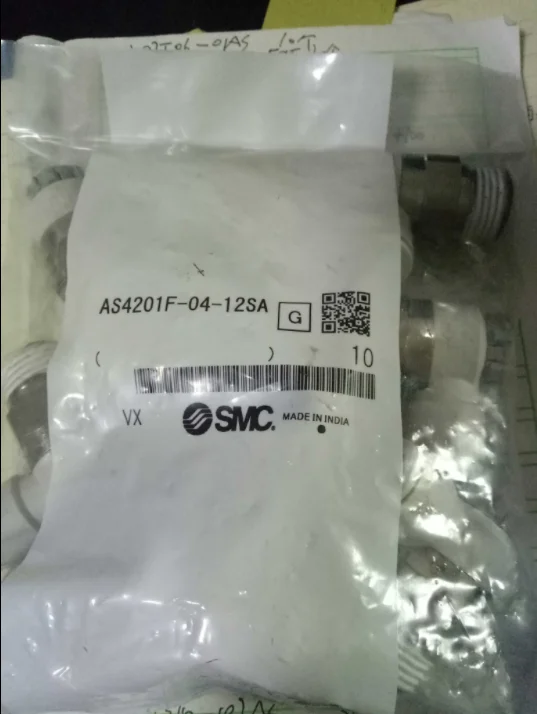 AS4201F-04-12SA G
( ) 10
VX SMC. MADE IN INDIA